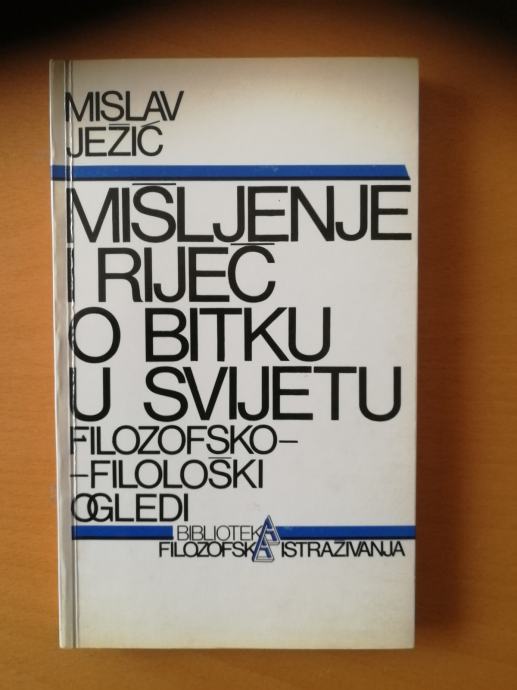 MISLAV
JEŽIĆ
MIŠLJENJE
I RIJEČ
O BITKU
U SVIJETU
FILOZOFSKO-
-FILOLOŠKI
OGLEDI
BIBLIOTEKA
FILOZOFSKA ISTRAŽIVANJA